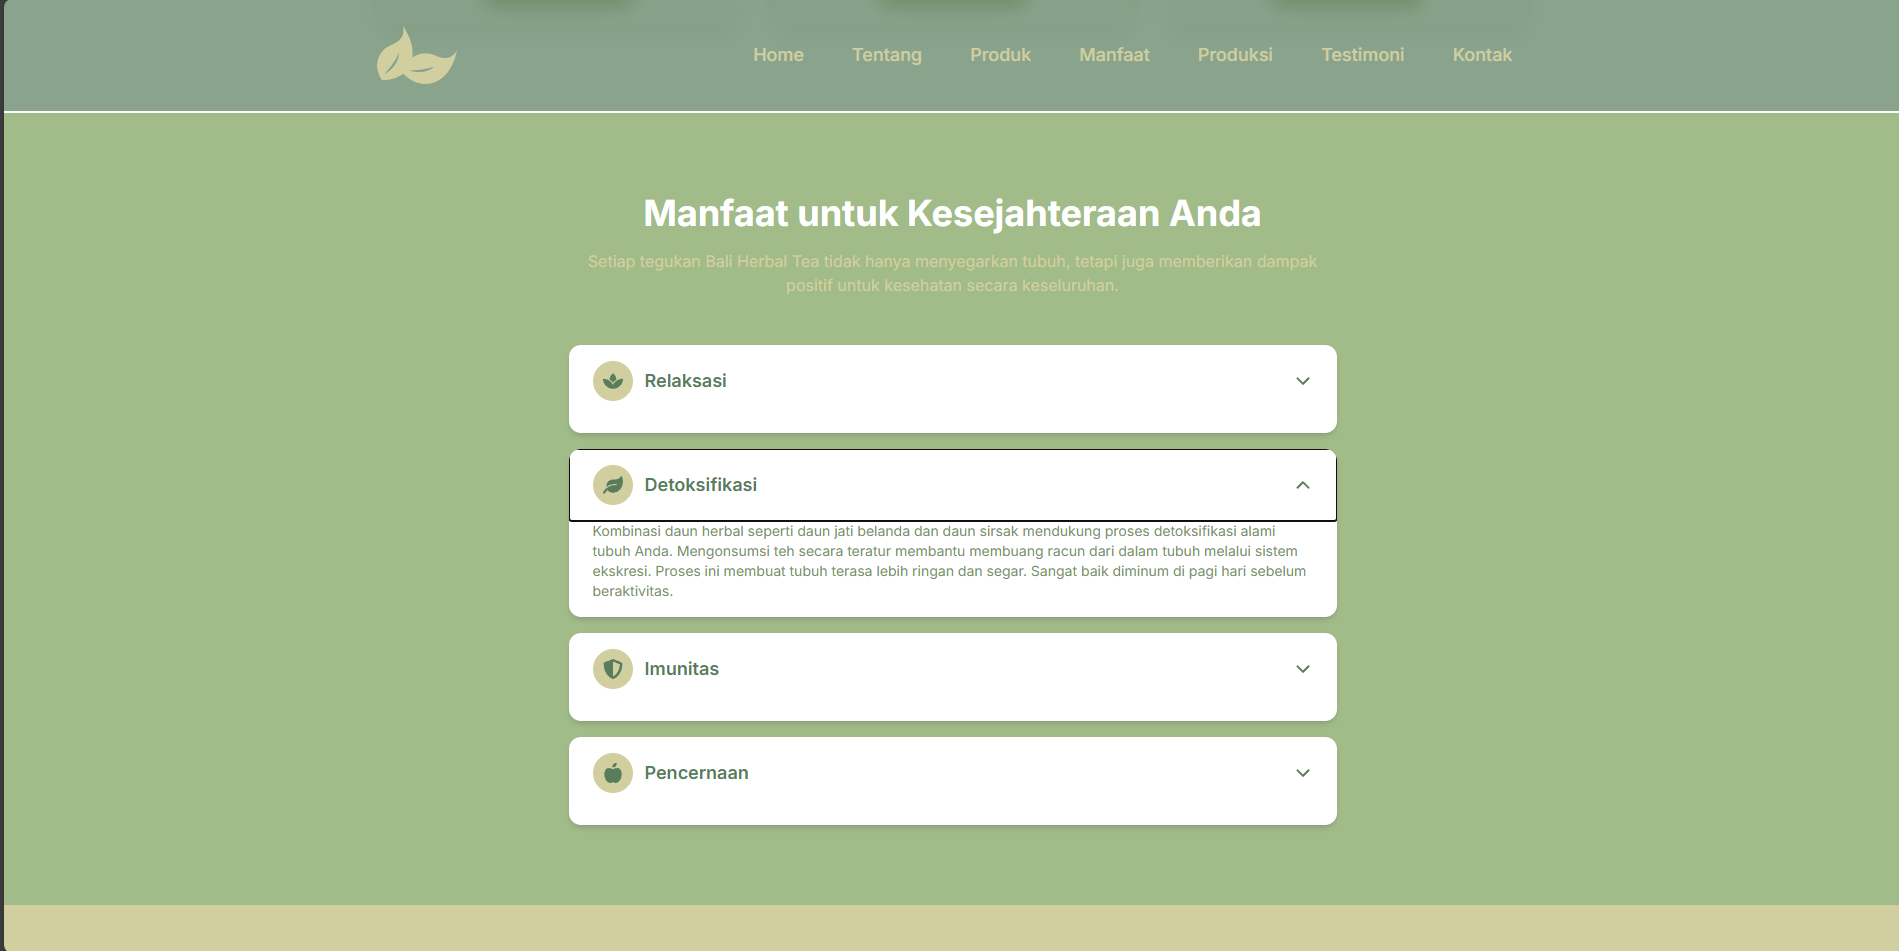 Home Tentang Produk Manfaat Produksi Testimoni Kontak
Manfaat untuk Kesejahteraan Anda
Setiap tegukan Bali Herbal Tea tidak hanya menyegarkan tubuh, tetapi juga memberikan dampak
positif untuk kesehatan secara keseluruhan.
Relaksasi
Detoksifikasi
Kombinasi daun herbal seperti daun jati belanda dan daun sirsak mendukung proses detoksifikasi alami
tubuh Anda. Mengonsumsi teh secara teratur membantu membuang racun dari dalam tubuh melalui sistem
ekskresi. Proses ini membuat tubuh terasa lebih ringan dan segar. Sangat baik diminum di pagi hari sebelum
beraktivitas.
Imunitas
Pencernaan